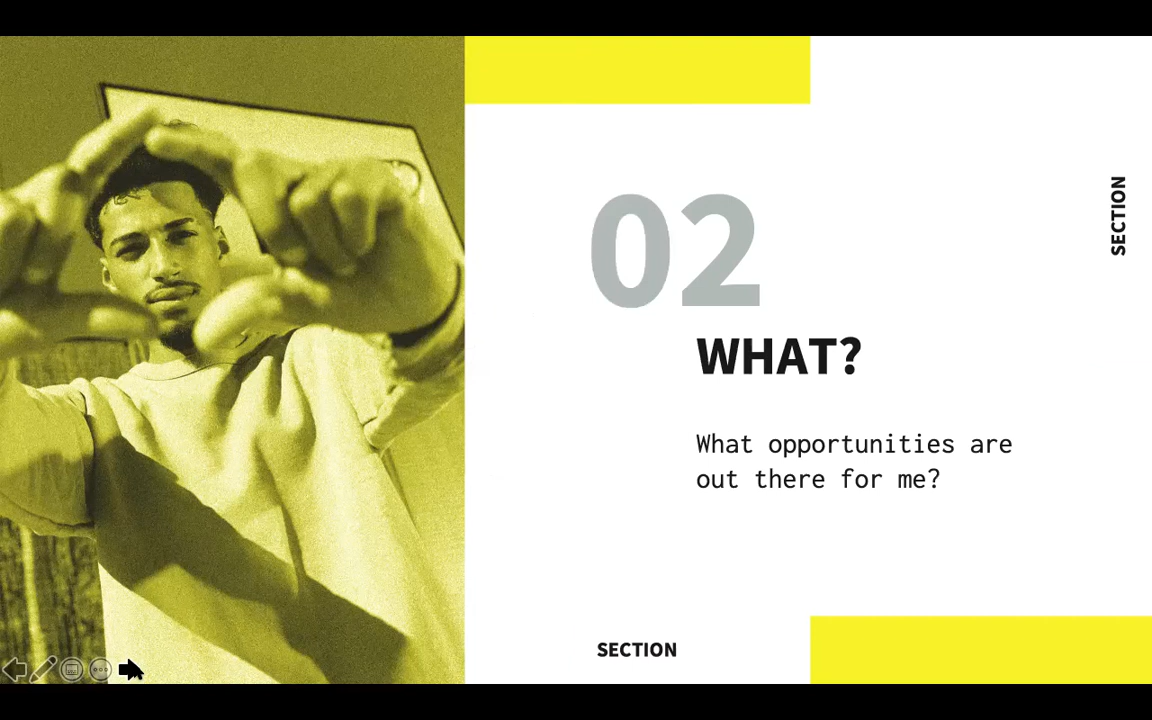 SECTION
02
WHAT?
What opportunities are
out there for me?
SECTION